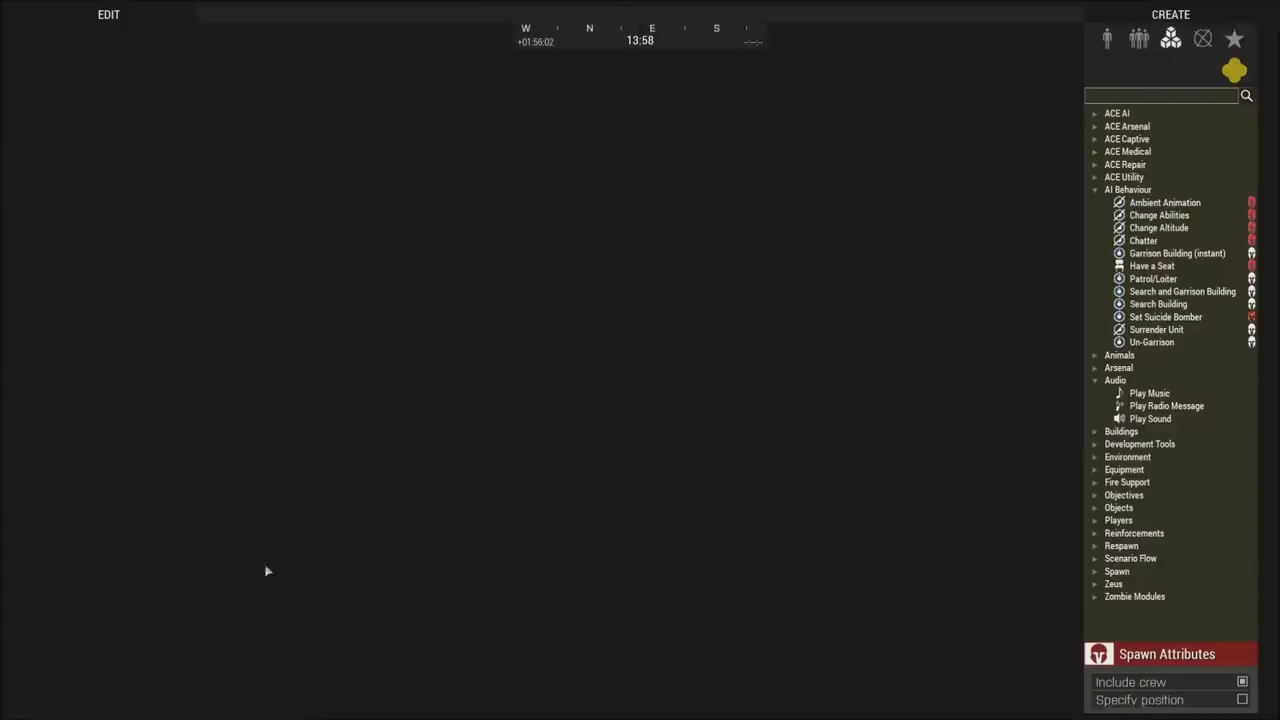 EDIT
W N E S
+01:56:02 13:58 --:--
CREATE
ACE AI
ACE Arsenal
ACE Captive
ACE Medical
ACE Repair
ACE Utility
AI Behaviour
Ambient Animation
Change Abilities
Change Altitude
Chatter
Garrison Building (instant)
Have a Seat
Patrol/Loiter
Search and Garrison Building
Search Building
Set Suicide Bomber
Surrender Unit
Un-Garrison
Animals
Arsenal
Audio
Play Music
Play Radio Message
Play Sound
Buildings
Development Tools
Environment
Equipment
Fire Support
Objectives
Objects
Players
Reinforcements
Respawn
Scenario Flow
Spawn
Zeus
Zombie Modules
Spawn Attributes
Include crew
Specify position